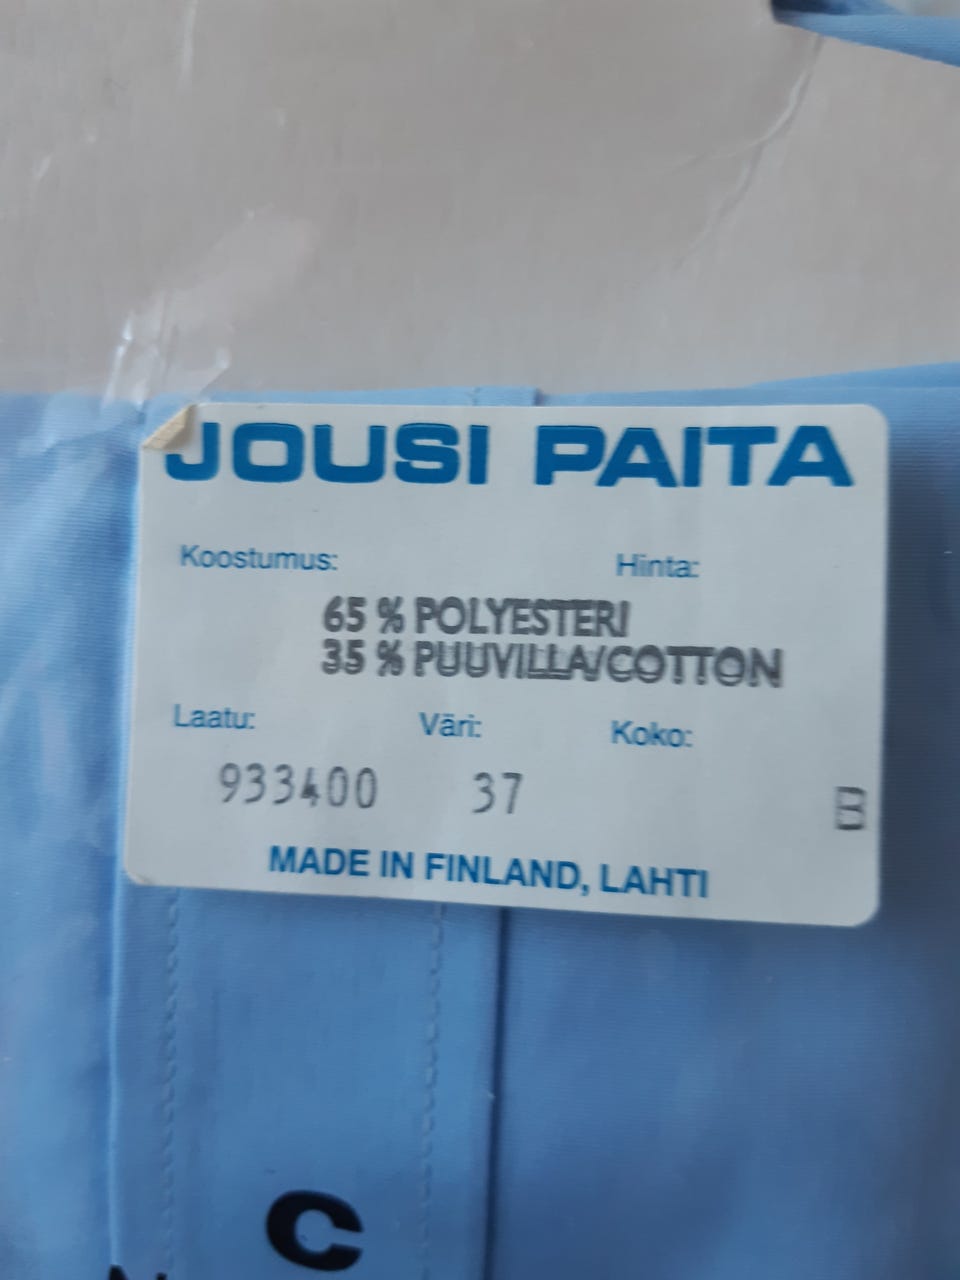 JOUSI PAITA
Koostumus: Hinta:
65 % POLYESTERI
35 % PUUVILLA/COTTON
Laatu: Väri: Koko:
933400 37 B
MADE IN FINLAND, LAHTI
C
N